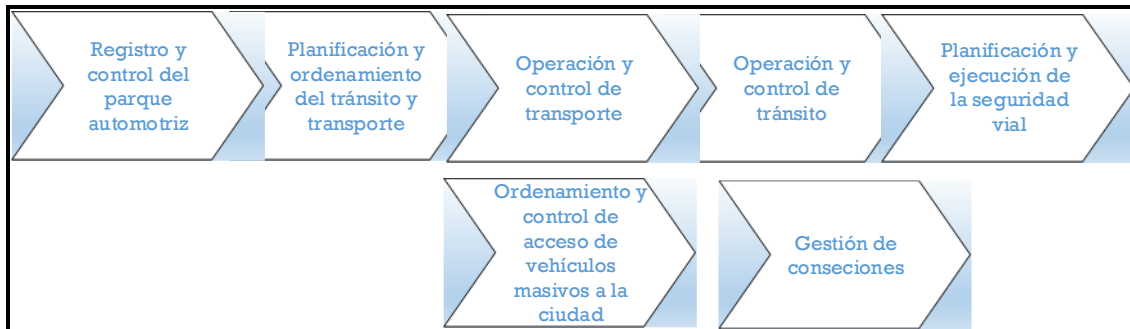 Registro y
control del
parque
automotriz
Planificación y
ordenamiento
del tránsito y
transporte
Operación y
control de
transporte
Operación y
control de
tránsito
Planificación y
ejecución de
la seguridad
vial
Ordenamiento y
control de
acceso de
vehículos
masivos a la
ciudad
Gestión de
conseciones